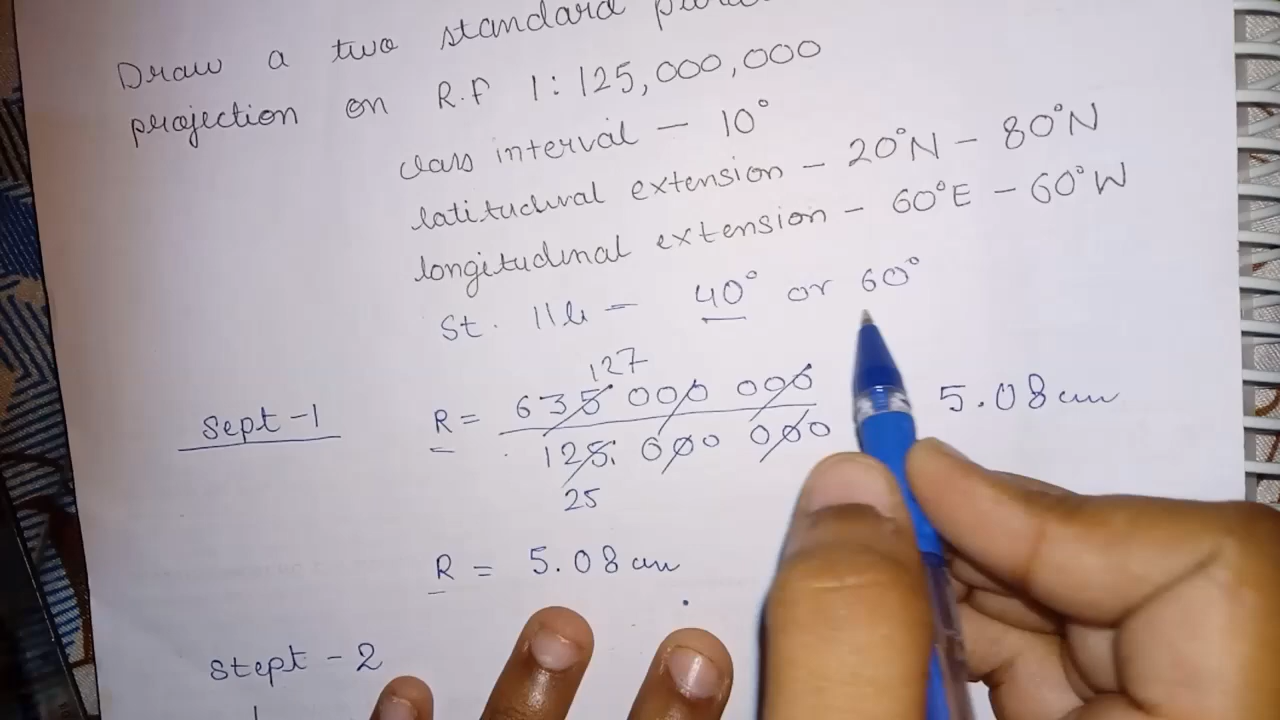 Draw a two standard
projection on R.F 1:125,000,000
class interval - 10°
latitudinal extension - 20°N - 80°N
longitudinal extension - 60°E - 60°W
St. 11ls - 40° or 60°
127
Sept-1 R = 635 000 000 5.08 cm
125 000 000
25
R = 5.08 cm
Stept - 2